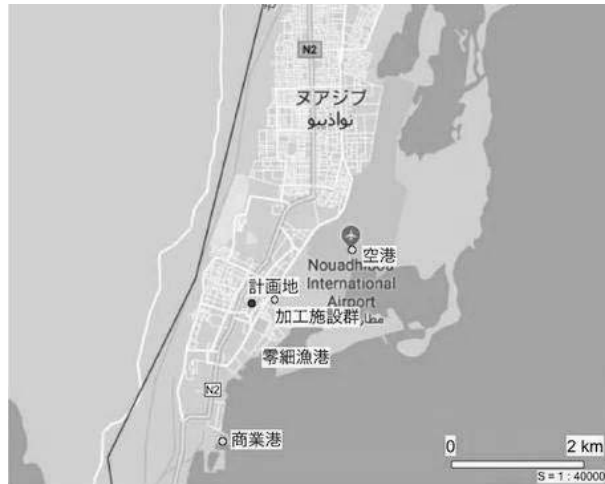 N2
ヌアジブ
نواذيبو
空港
Nouadhibou
International
Airport
計画地
加工施設群
零細漁港
N2
商業港
0 2 km
S = 1 : 40000